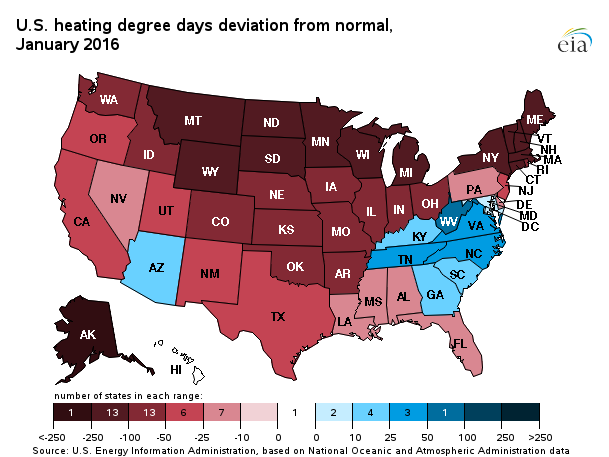 U.S. heating degree days deviation from normal,
January 2016
eia
WA
MT
ND
MN
ME
OR
ID
WY
SD
WI
MI
NY
VT
NH
MA
RI
CT
NJ
DE
MD
DC
NV
UT
CO
NE
IA
IL
IN
OH
PA
CA
KS
MO
KY
WV
VA
AZ
NM
OK
AR
TN
NC
SC
TX
LA
MS
AL
GA
FL
AK
HI
number of states in each range:
1 13 13 6 7 1 2 4 3 1
<-250 -250 -100 -50 -25 -10 0 0 10 25 50 100 250 >250
Source: U.S. Energy Information Administration, based on National Oceanic and Atmospheric Administration data